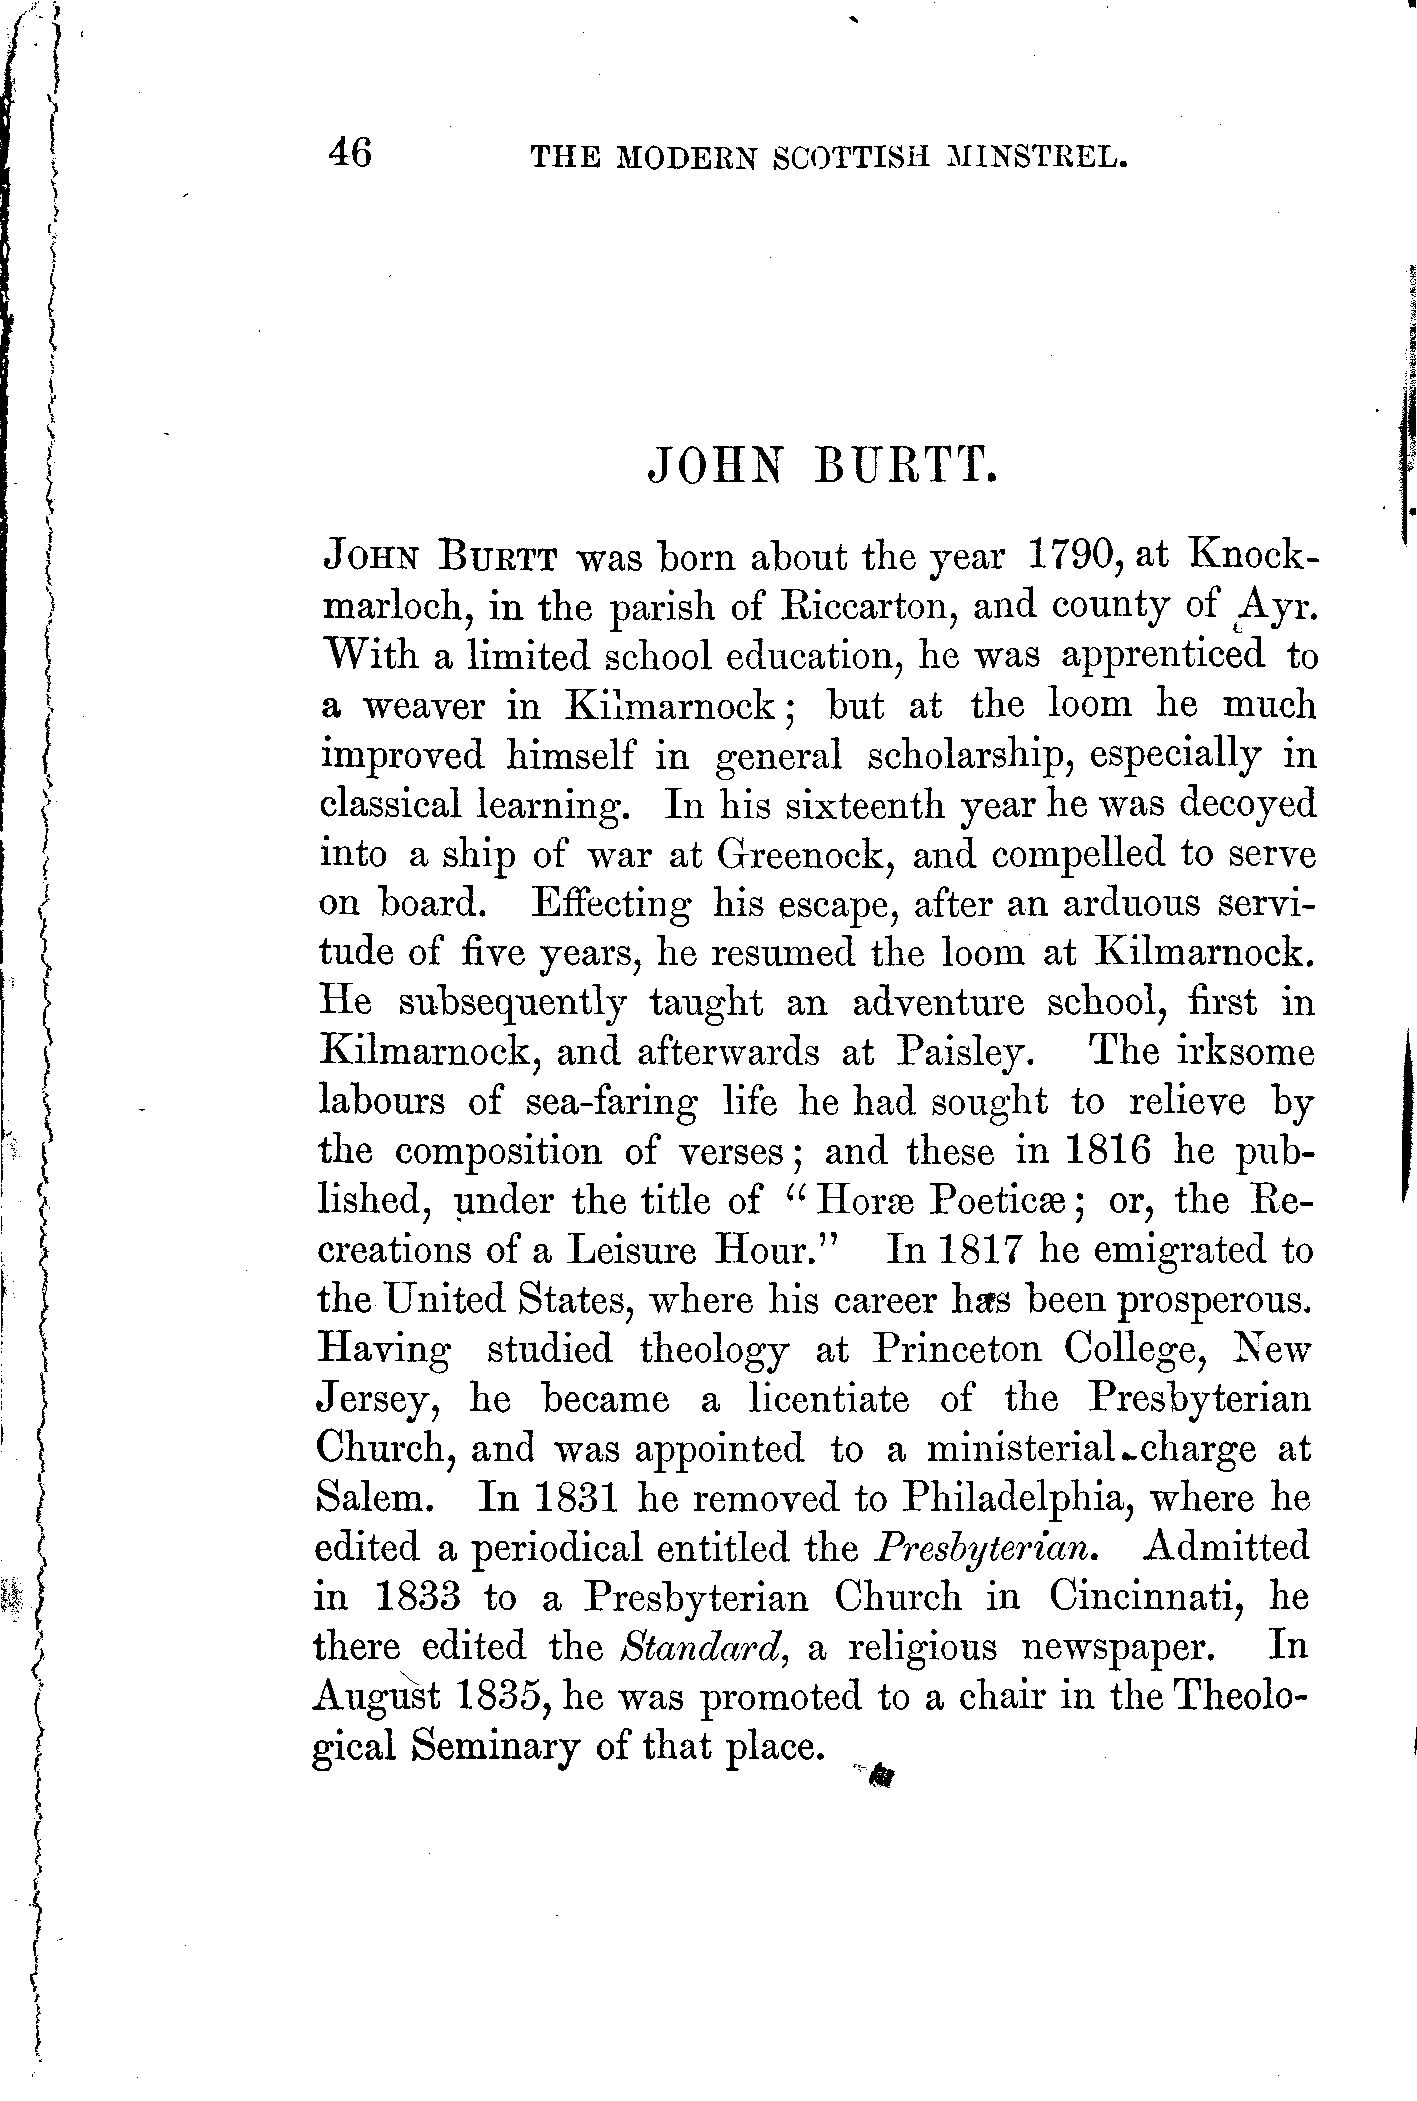 46 THE MODERN SCOTTISH MINSTREL.
JOHN BURTT.
JOHN BURTT was born about the year 1790, at Knock-
marloch, in the parish of Riccarton, and county of Ayr.
With a limited school education, he was apprenticed to
a weaver in Kilmarnock; but at the loom he much
improved himself in general scholarship, especially in
classical learning. In his sixteenth year he was decoyed
into a ship of war at Greenock, and compelled to serve
on board. Effecting his escape, after an arduous servi-
tude of five years, he resumed the loom at Kilmarnock.
He subsequently taught an adventure school, first in
Kilmarnock, and afterwards at Paisley. The irksome
labours of sea-faring life he had sought to relieve by
the composition of verses; and these in 1816 he pub-
lished, under the title of "Horæ Poeticæ; or, the Re-
creations of a Leisure Hour." In 1817 he emigrated to
the United States, where his career has been prosperous.
Having studied theology at Princeton College, New
Jersey, he became a licentiate of the Presbyterian
Church, and was appointed to a ministerial charge at
Salem. In 1831 he removed to Philadelphia, where he
edited a periodical entitled the Presbyterian. Admitted
in 1833 to a Presbyterian Church in Cincinnati, he
there edited the Standard, a religious newspaper. In
August 1835, he was promoted to a chair in the Theolo-
gical Seminary of that place.